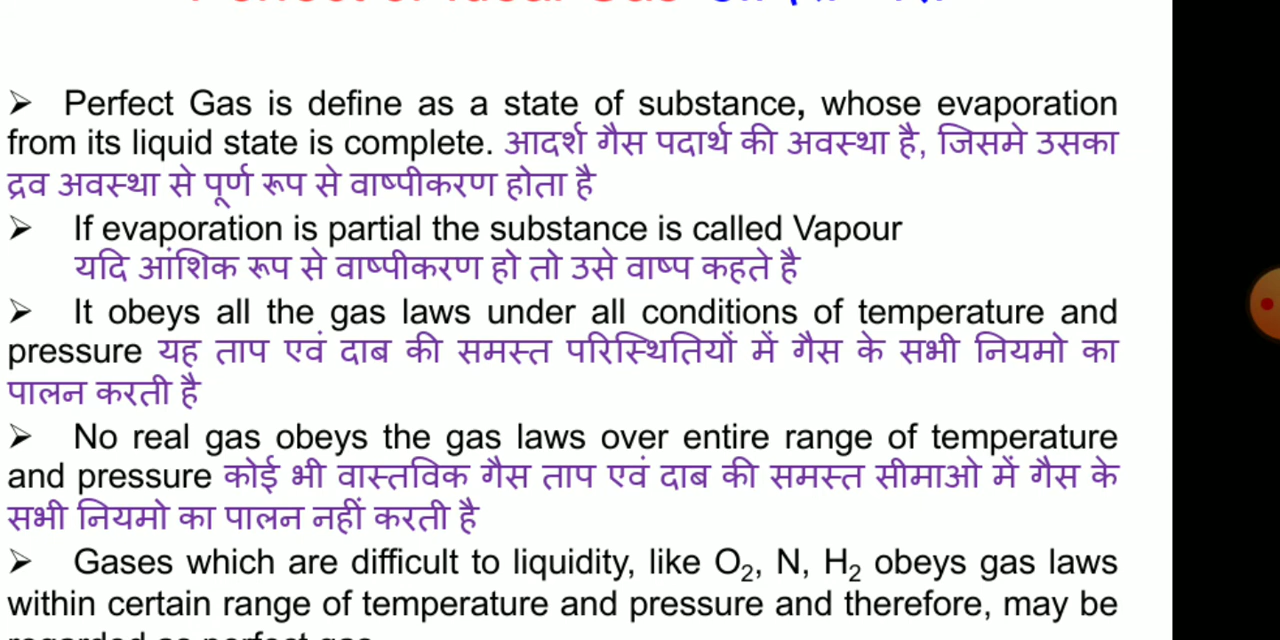 ➢ Perfect Gas is define as a state of substance, whose evaporation
from its liquid state is complete. आदर्श गैस पदार्थ की अवस्था है, जिसमे उसका
द्रव अवस्था से पूर्ण रूप से वाष्पीकरण होता है
➢ If evaporation is partial the substance is called Vapour
यदि आंशिक रूप से वाष्पीकरण हो तो उसे वाष्प कहते है
➢ It obeys all the gas laws under all conditions of temperature and
pressure यह ताप एवं दाब की समस्त परिस्थितियों में गैस के सभी नियमो का
पालन करती है
➢ No real gas obeys the gas laws over entire range of temperature
and pressure कोई भी वास्तविक गैस ताप एवं दाब की समस्त सीमाओ में गैस के
सभी नियमो का पालन नहीं करती है
➢ Gases which are difficult to liquidity, like O₂, N, H₂ obeys gas laws
within certain range of temperature and pressure and therefore, may be